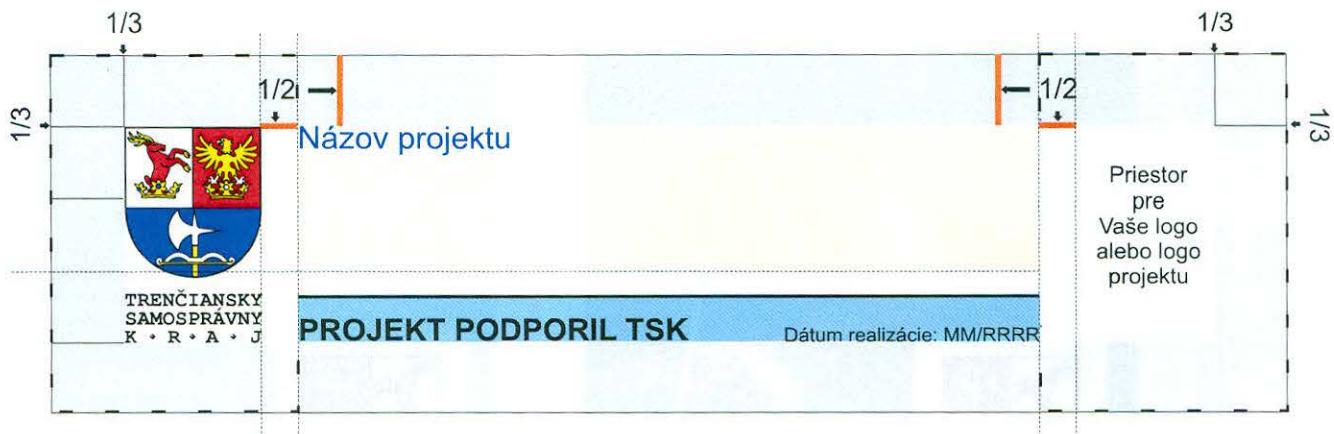 1/3
1/3
1/2
1/2
1/3
1/3
Názov projektu
Priestor
pre
Vaše logo
alebo logo
projektu
TRENČIANSKY
SAMOSPRÁVNY
K • R • A • J
PROJEKT PODPORIL TSK
Dátum realizácie: MM/RRRR